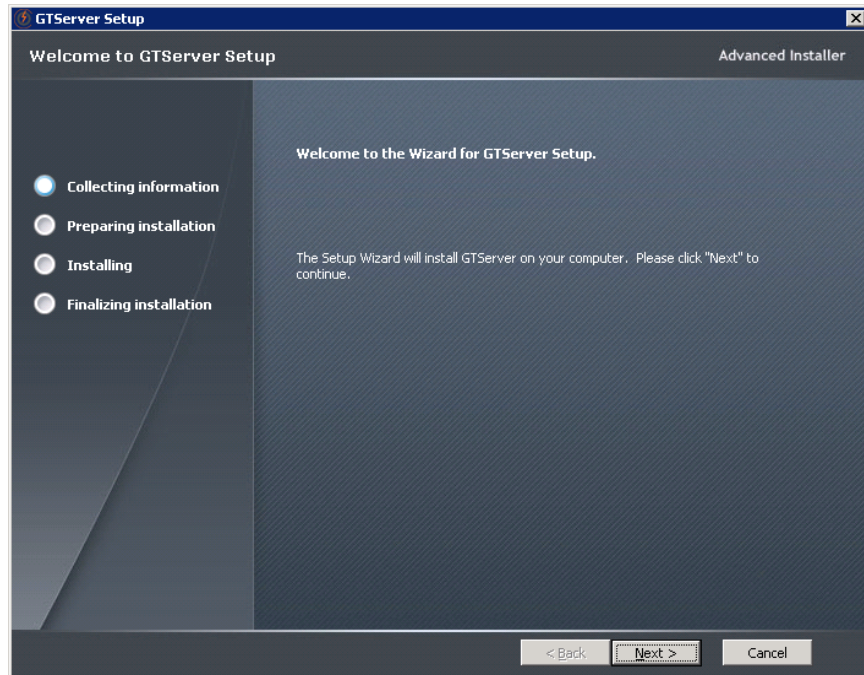 GTServer Setup
Welcome to GTServer Setup
Advanced Installer
Welcome to the Wizard for GTServer Setup.
Collecting information
Preparing installation
Installing
Finalizing installation
The Setup Wizard will install GTServer on your computer. Please click "Next" to
continue.
< Back
Next >
Cancel